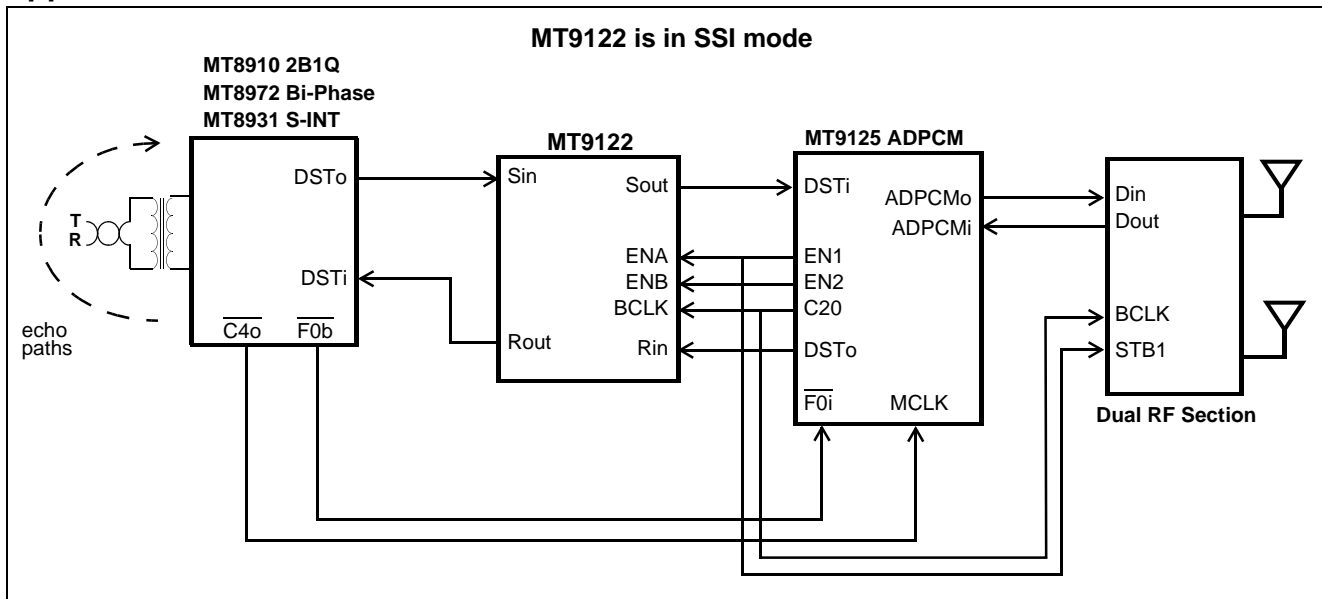 MT9122 is in SSI mode
MT8910 2B1Q
MT8972 Bi-Phase
MT8931 S-INT
DSTo
DSTi
C4o
F0b
T
R
echo
paths
MT9122
Sin
Sout
ENA
ENB
BCLK
Rout
Rin
MT9125 ADPCM
DSTi
ADPCMo
ADPCMi
EN1
EN2
C20
DSTo
F0i
MCLK
Din
Dout
BCLK
STB1
Dual RF Section